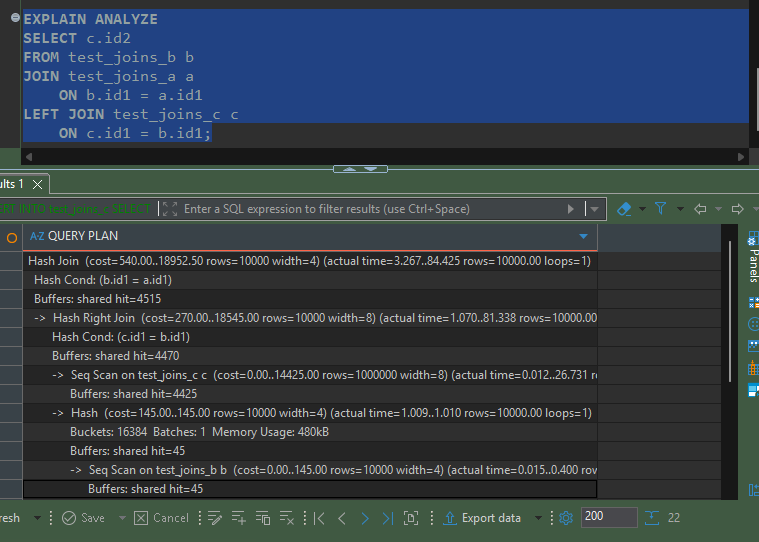 EXPLAIN ANALYZE
SELECT c.id2
FROM test_joins_b b
JOIN test_joins_a a
ON b.id1 = a.id1
LEFT JOIN test_joins_c c
ON c.id1 = b.id1;
ults 1
INTO test_joins_c SELECT
Enter a SQL expression to filter results (use Ctrl+Space)
A-Z QUERY PLAN
Hash Join (cost=540.00..18952.50 rows=10000 width=4) (actual time=3.267..84.425 rows=10000.00 loops=1)
Hash Cond: (b.id1 = a.id1)
Buffers: shared hit=4515
-> Hash Right Join (cost=270.00..18545.00 rows=10000 width=8) (actual time=1.070..81.338 rows=10000.00
Hash Cond: (c.id1 = b.id1)
Buffers: shared hit=4470
-> Seq Scan on test_joins_c c (cost=0.00..14425.00 rows=1000000 width=8) (actual time=0.012..26.731 r
Buffers: shared hit=4425
-> Hash (cost=145.00..145.00 rows=10000 width=4) (actual time=1.009..1.010 rows=10000.00 loops=1)
Buckets: 16384 Batches: 1 Memory Usage: 480kB
Buffers: shared hit=45
-> Seq Scan on test_joins_b b (cost=0.00..145.00 rows=10000 width=4) (actual time=0.015..0.400 rov
Buffers: shared hit=45
Panels
resh
Save
Cancel
Export data
200
22